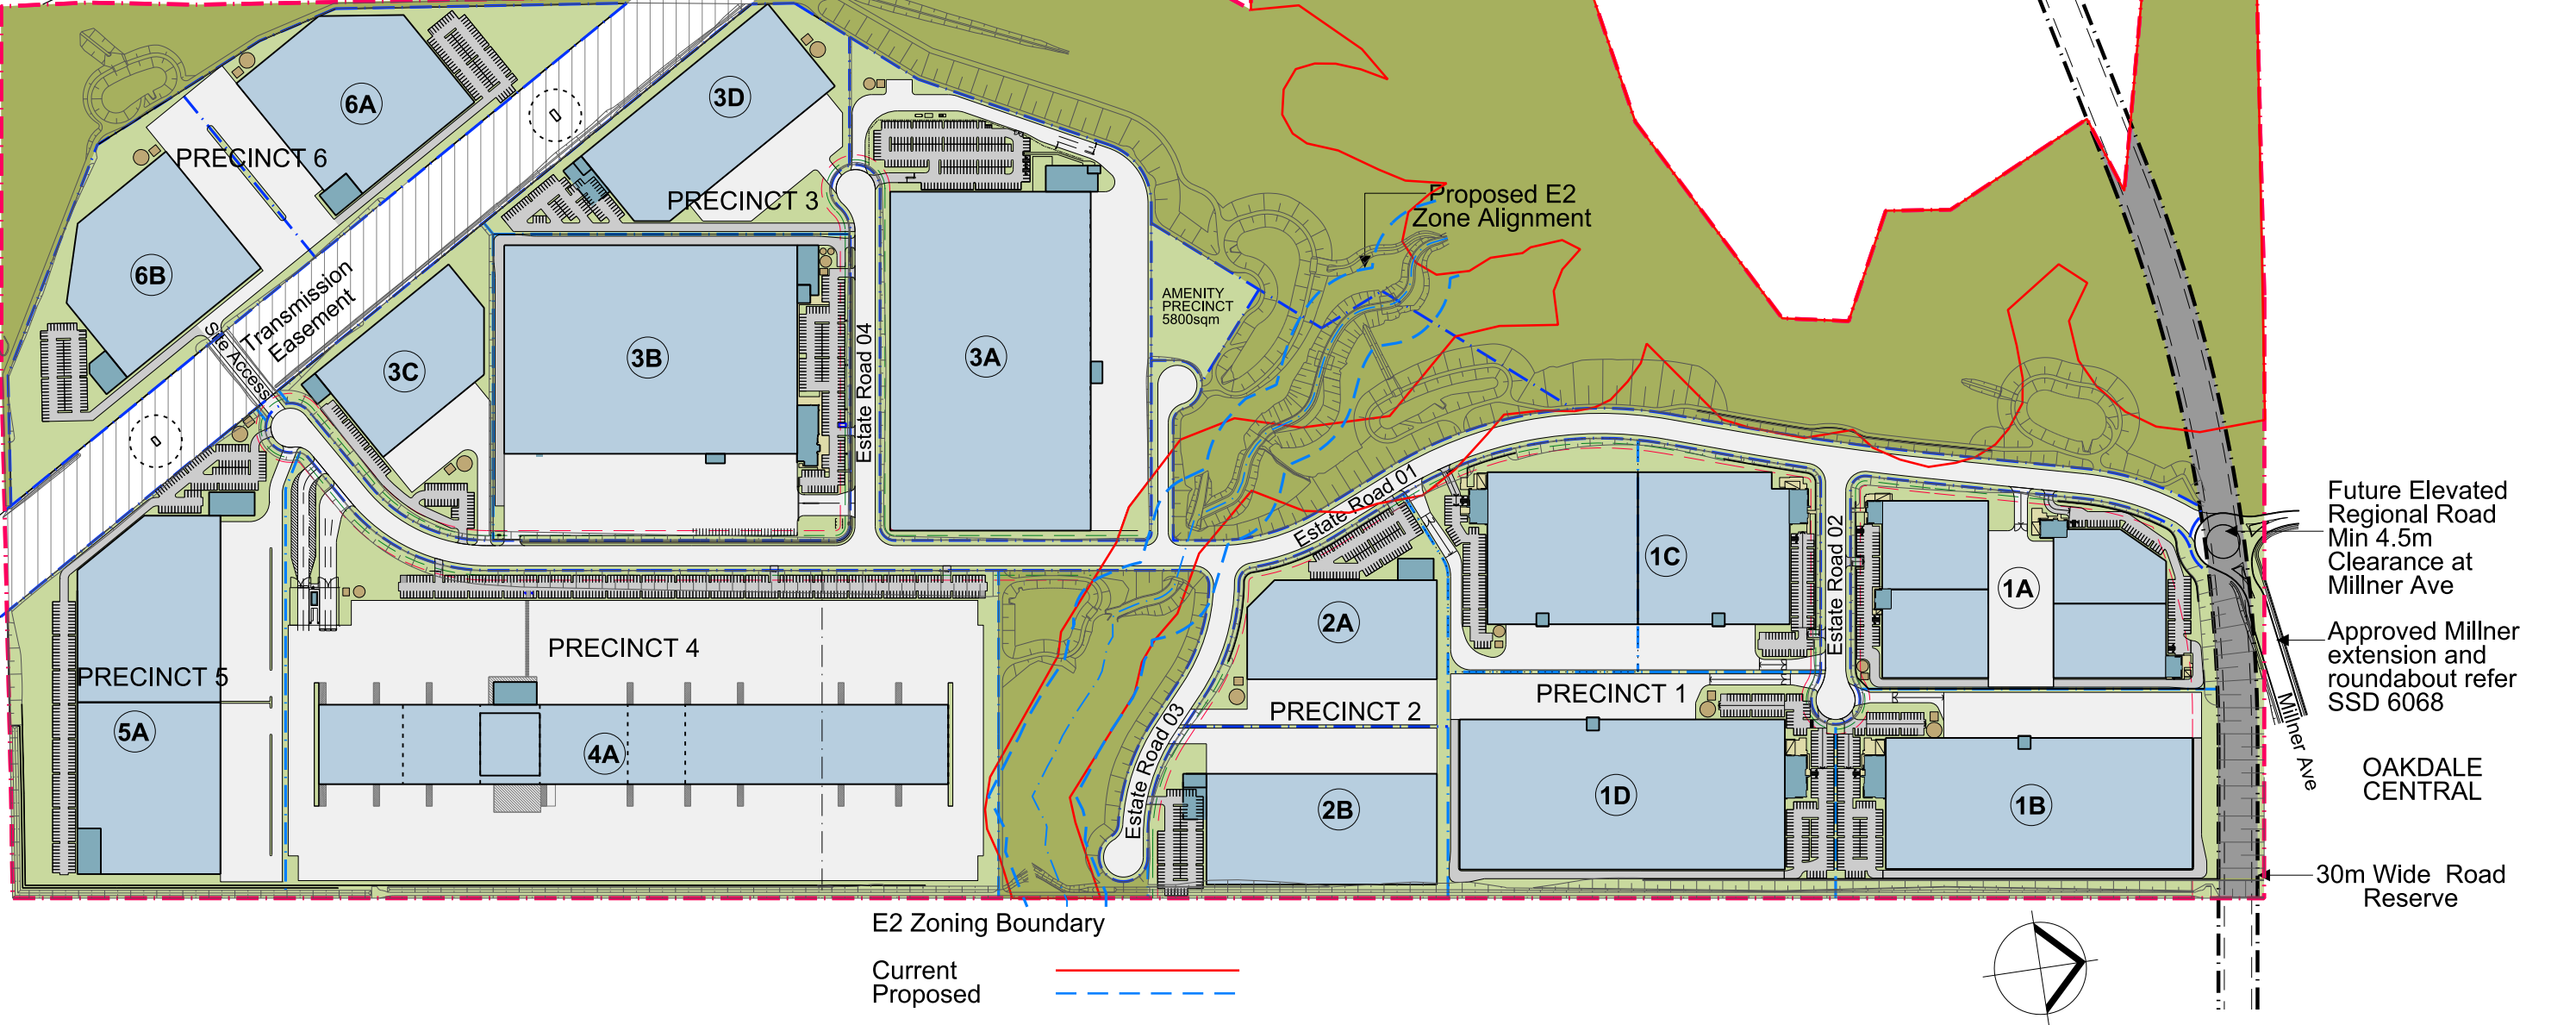 6A
3D
PRECINCT 6
PRECINCT 3
Proposed E2
Zone Alignment
6B
Transmission
Easement
Site Access
3C
3B
Estate Road 04
3A
AMENITY
PRECINCT
5800sqm
Estate Road 01
1C
Estate Road 02
1A
Future Elevated
Regional Road
Min 4.5m
Clearance at
Millner Ave
2A
PRECINCT 4
PRECINCT 5
Approved Millner
extension and
roundabout refer
SSD 6068
PRECINCT 1
PRECINCT 2
Estate Road 03
Millner Ave
5A
4A
OAKDALE
CENTRAL
1D
2B
1B
30m Wide Road
Reserve
E2 Zoning Boundary
Current
Proposed